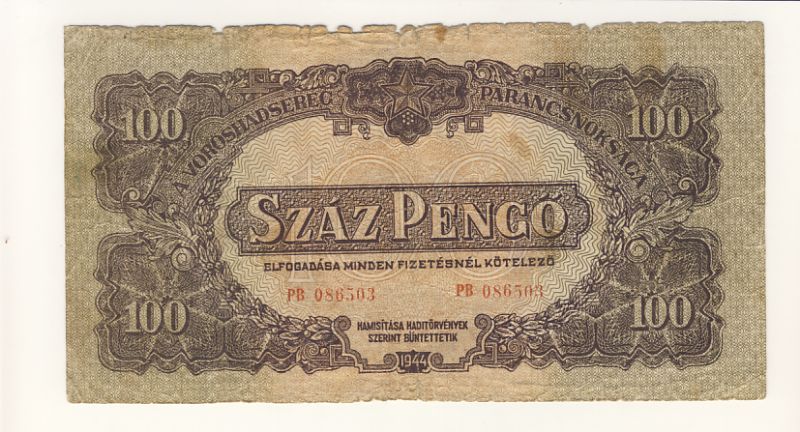 A VÖRÖSHADSEREG PARANCSNOKSÁGA
100 100
SZÁZ PENGŐ
ELFOGADÁSA MINDEN FIZETÉSNÉL KÖTELEZŐ
PB 086503 PB 086503
100 100
HAMISÍTÁSA HADITÖRVÉNYEK
SZERINT BÜNTETTETIK
1944